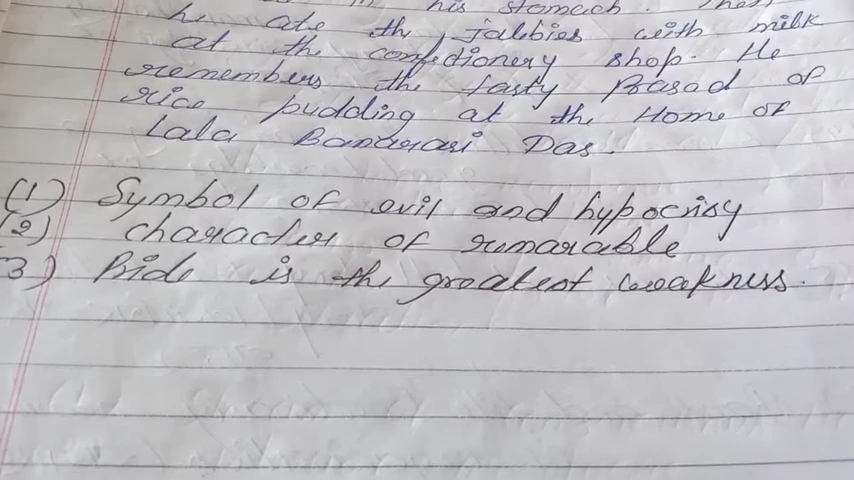 his stomach. Then
he ate the Jalebies with milk
at the confectionery shop. He
remembers the tasty Prasad of
rice pudding at the Home of
Lala Banarasi Das.
(1) Symbol of evil and hypocrisy
(2) character of
3) Pride is the greatest weakness.